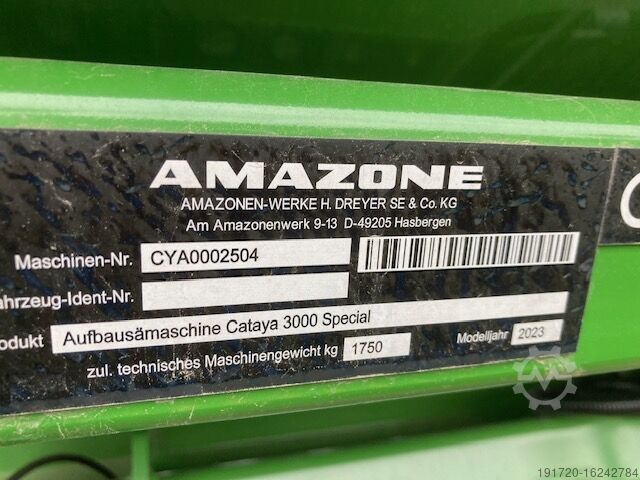 AMAZONE
AMAZONEN-WERKE H. DREYER SE & Co. KG
Am Amazonenwerk 9-13 D-49205 Hasbergen
Maschinen-Nr. CYA0002504
ahrzeug-Ident-Nr.
odukt Aufbausämaschine Cataya 3000 Special
zul. technisches Maschinengewicht kg 1750 Modelljahr 2023
191720-16242784